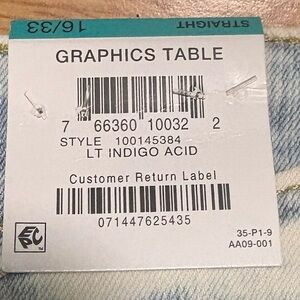 16/33 STRAIGHT
GRAPHICS TABLE
7 66360 10032 2
STYLE 100145384
LT INDIGO ACID
Customer Return Label
071447625435
EPC
35-P1-9
AA09-001